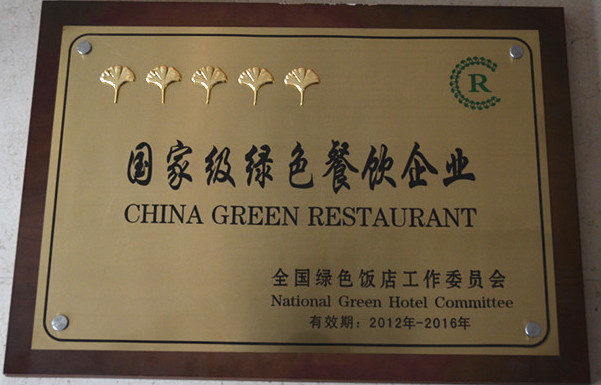 R
国家级绿色餐饮企业
CHINA GREEN RESTAURANT
全国绿色饭店工作委员会
National Green Hotel Committee
有效期：2012年-2016年